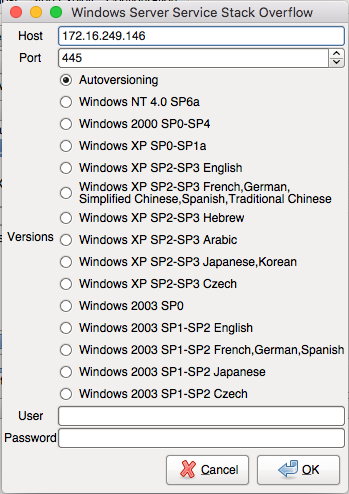 Windows Server Service Stack Overflow
Host 172.16.249.146
Port 445
Autoversioning
Windows NT 4.0 SP6a
Windows 2000 SP0-SP4
Windows XP SP0-SP1a
Windows XP SP2-SP3 English
Windows XP SP2-SP3 French,German,
Simplified Chinese,Spanish,Traditional Chinese
Windows XP SP2-SP3 Hebrew
Versions Windows XP SP2-SP3 Arabic
Windows XP SP2-SP3 Japanese,Korean
Windows XP SP2-SP3 Czech
Windows 2003 SP0
Windows 2003 SP1-SP2 English
Windows 2003 SP1-SP2 French,German,Spanish
Windows 2003 SP1-SP2 Japanese
Windows 2003 SP1-SP2 Czech
User
Password
Cancel OK